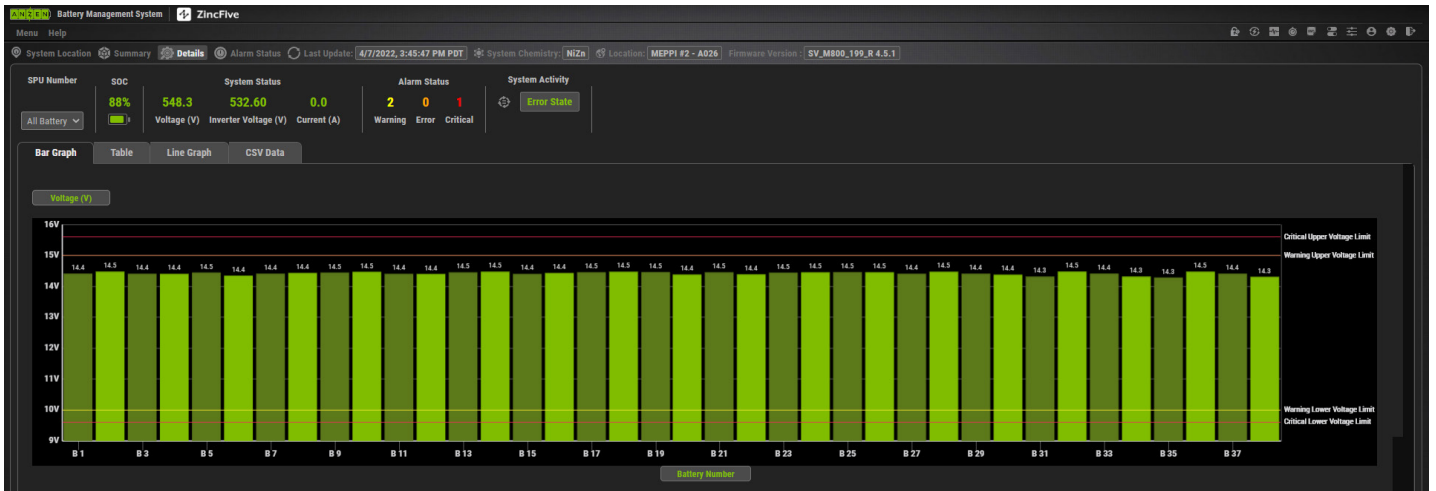 ANZEN Battery Management System ZincFive
Menu Help
System Location Summary Details Alarm Status Last Update: 4/7/2022, 3:45:47 PM PDT System Chemistry: NiZn Location: MEPPI #2 - A026 Firmware Version : SV_M800_199_R 4.5.1
SPU Number SOC System Status Alarm Status System Activity
88% 548.3 532.60 0.0 2 0 1 Error State
All Battery Voltage (V) Inverter Voltage (V) Current (A) Warning Error Critical
Bar Graph Table Line Graph CSV Data
Voltage (V)
16V
Critical Upper Voltage Limit
15V Warning Upper Voltage Limit
14.4 14.5 14.4 14.4 14.5 14.4 14.4 14.4 14.5 14.5 14.4 14.4 14.5 14.5 14.4 14.4 14.5 14.5 14.5 14.4 14.5 14.4 14.5 14.5 14.5 14.5 14.4 14.5 14.4 14.4 14.3 14.5 14.4 14.3 14.3 14.5 14.4 14.3
14V
13V
12V
11V
10V Warning Lower Voltage Limit
Critical Lower Voltage Limit
9V
B 1 B 3 B 5 B 7 B 9 B 11 B 13 B 15 B 17 B 19 B 21 B 23 B 25 B 27 B 29 B 31 B 33 B 35 B 37
Battery Number